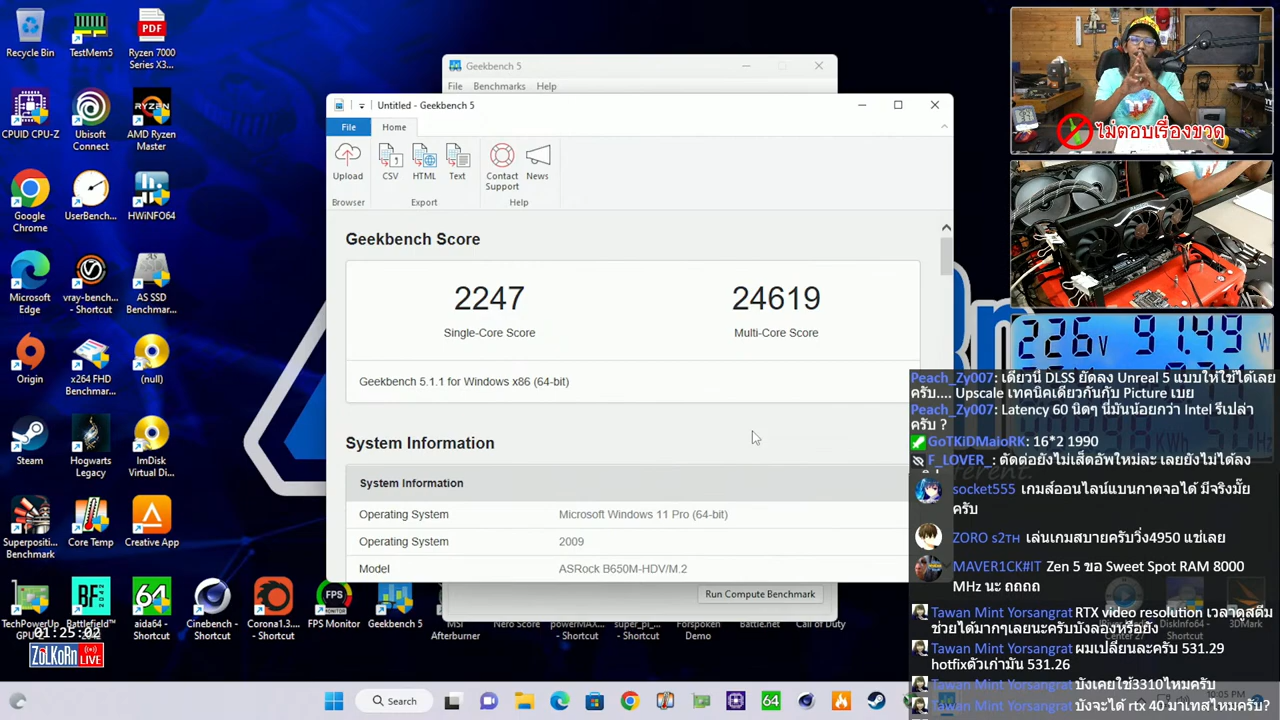 Recycle Bin
TestMem5
Ryzen 7000 Series X3...
CPUID CPU-Z
Ubisoft Connect
AMD Ryzen Master
Google Chrome
UserBench...
HWiNFO64
Microsoft Edge
vray-bench... - Shortcut
AS SSD Benchmar...
Origin
x264 FHD Benchmar...
(null)
Steam
Hogwarts Legacy
ImDisk Virtual Di...
Superpositi... Benchmark
Core Temp
Creative App
TechPowerUp
Battlefield™ 2042
aida64 - Shortcut
Cinebench - Shortcut
Corona1.3... - Shortcut
FPS Monitor
Geekbench 5
MSI Afterburner
Nero Score
powerMAX... - Shortcut
super_pi_... - Shortcut
Forspoken Demo
Battle.net
Call of Duty
DiskInfo64 - Shortcut
3DMark
01:25:02
ZoLKoRn LIVE
Geekbench 5
File Benchmarks Help
Untitled - Geekbench 5
File Home
Upload CSV HTML Text Contact Support News
Browser Export Help
Geekbench Score
2247 24619
Single-Core Score Multi-Core Score
Geekbench 5.1.1 for Windows x86 (64-bit)
System Information
System Information
Operating System Microsoft Windows 11 Pro (64-bit)
Operating System 2009
Model ASRock B650M-HDV/M.2
Run Compute Benchmark
ไม่ตอบเรื่องขวด
226 V 91.49 W
Peach_Zy007: เดี๋ยวนี้ DLSS ยัดลง Unreal 5 แบบให้ใช้ได้เลย
ครับ.... Upscale เทคนิคเดียวกันกับ Picture เบย
Peach_Zy007: Latency 60 นิดๆ นี่มันน้อยกว่า Intel รึเปล่า
ครับ ?
GoTKiDMaioRK: 16*2 1990
F_LOVER_: ตัดต่อยังไม่เส็ดอัพใหม่ละ เลยยังไม่ได้ลง
socket555 เกมส์ออนไลน์แบนกาดจอได้ มีจริงมั๊ย
ครับ
ZORO s2TH เล่นเกมสบายครับวิ่ง4950 แช่เลย
MAVER1CK#IT Zen 5 ขอ Sweet Spot RAM 8000
MHz นะ ถถถถ
Tawan Mint Yorsangrat RTX video resolution เวลาดูสตีม
ช่วยได้มากๆเลยนะครับบังลองหรือยัง
Tawan Mint Yorsangrat ผมเปลี่ยนละครับ 531.29
hotfixตัวเก่ามัน 531.26
Tawan Mint Yorsangrat บังเคยใช้3310ไหมครับ
Tawan Mint Yorsangrat บังจะได้ rtx 40 มาเทสไหมครับ?
Search
10:05 PM